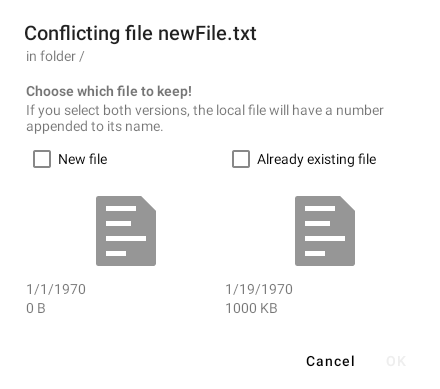 Conflicting file newFile.txt
in folder /
Choose which file to keep!
If you select both versions, the local file will have a number
appended to its name.
New file
Already existing file
1/1/1970
0 B
1/19/1970
1000 KB
Cancel
OK